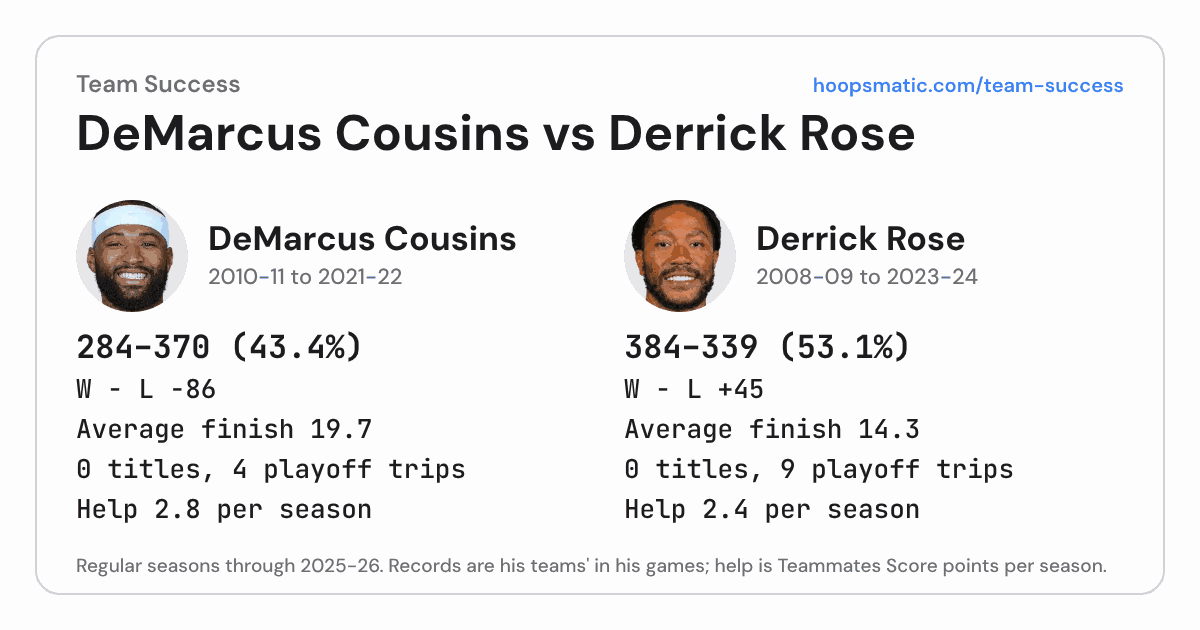 Team Success
hoopsmatic.com/team-success
DeMarcus Cousins vs Derrick Rose
DeMarcus Cousins
2010-11 to 2021-22
284-370 (43.4%)
W - L -86
Average finish 19.7
0 titles, 4 playoff trips
Help 2.8 per season
Derrick Rose
2008-09 to 2023-24
384-339 (53.1%)
W - L +45
Average finish 14.3
0 titles, 9 playoff trips
Help 2.4 per season
Regular seasons through 2025-26. Records are his teams' in his games; help is Teammates Score points per season.